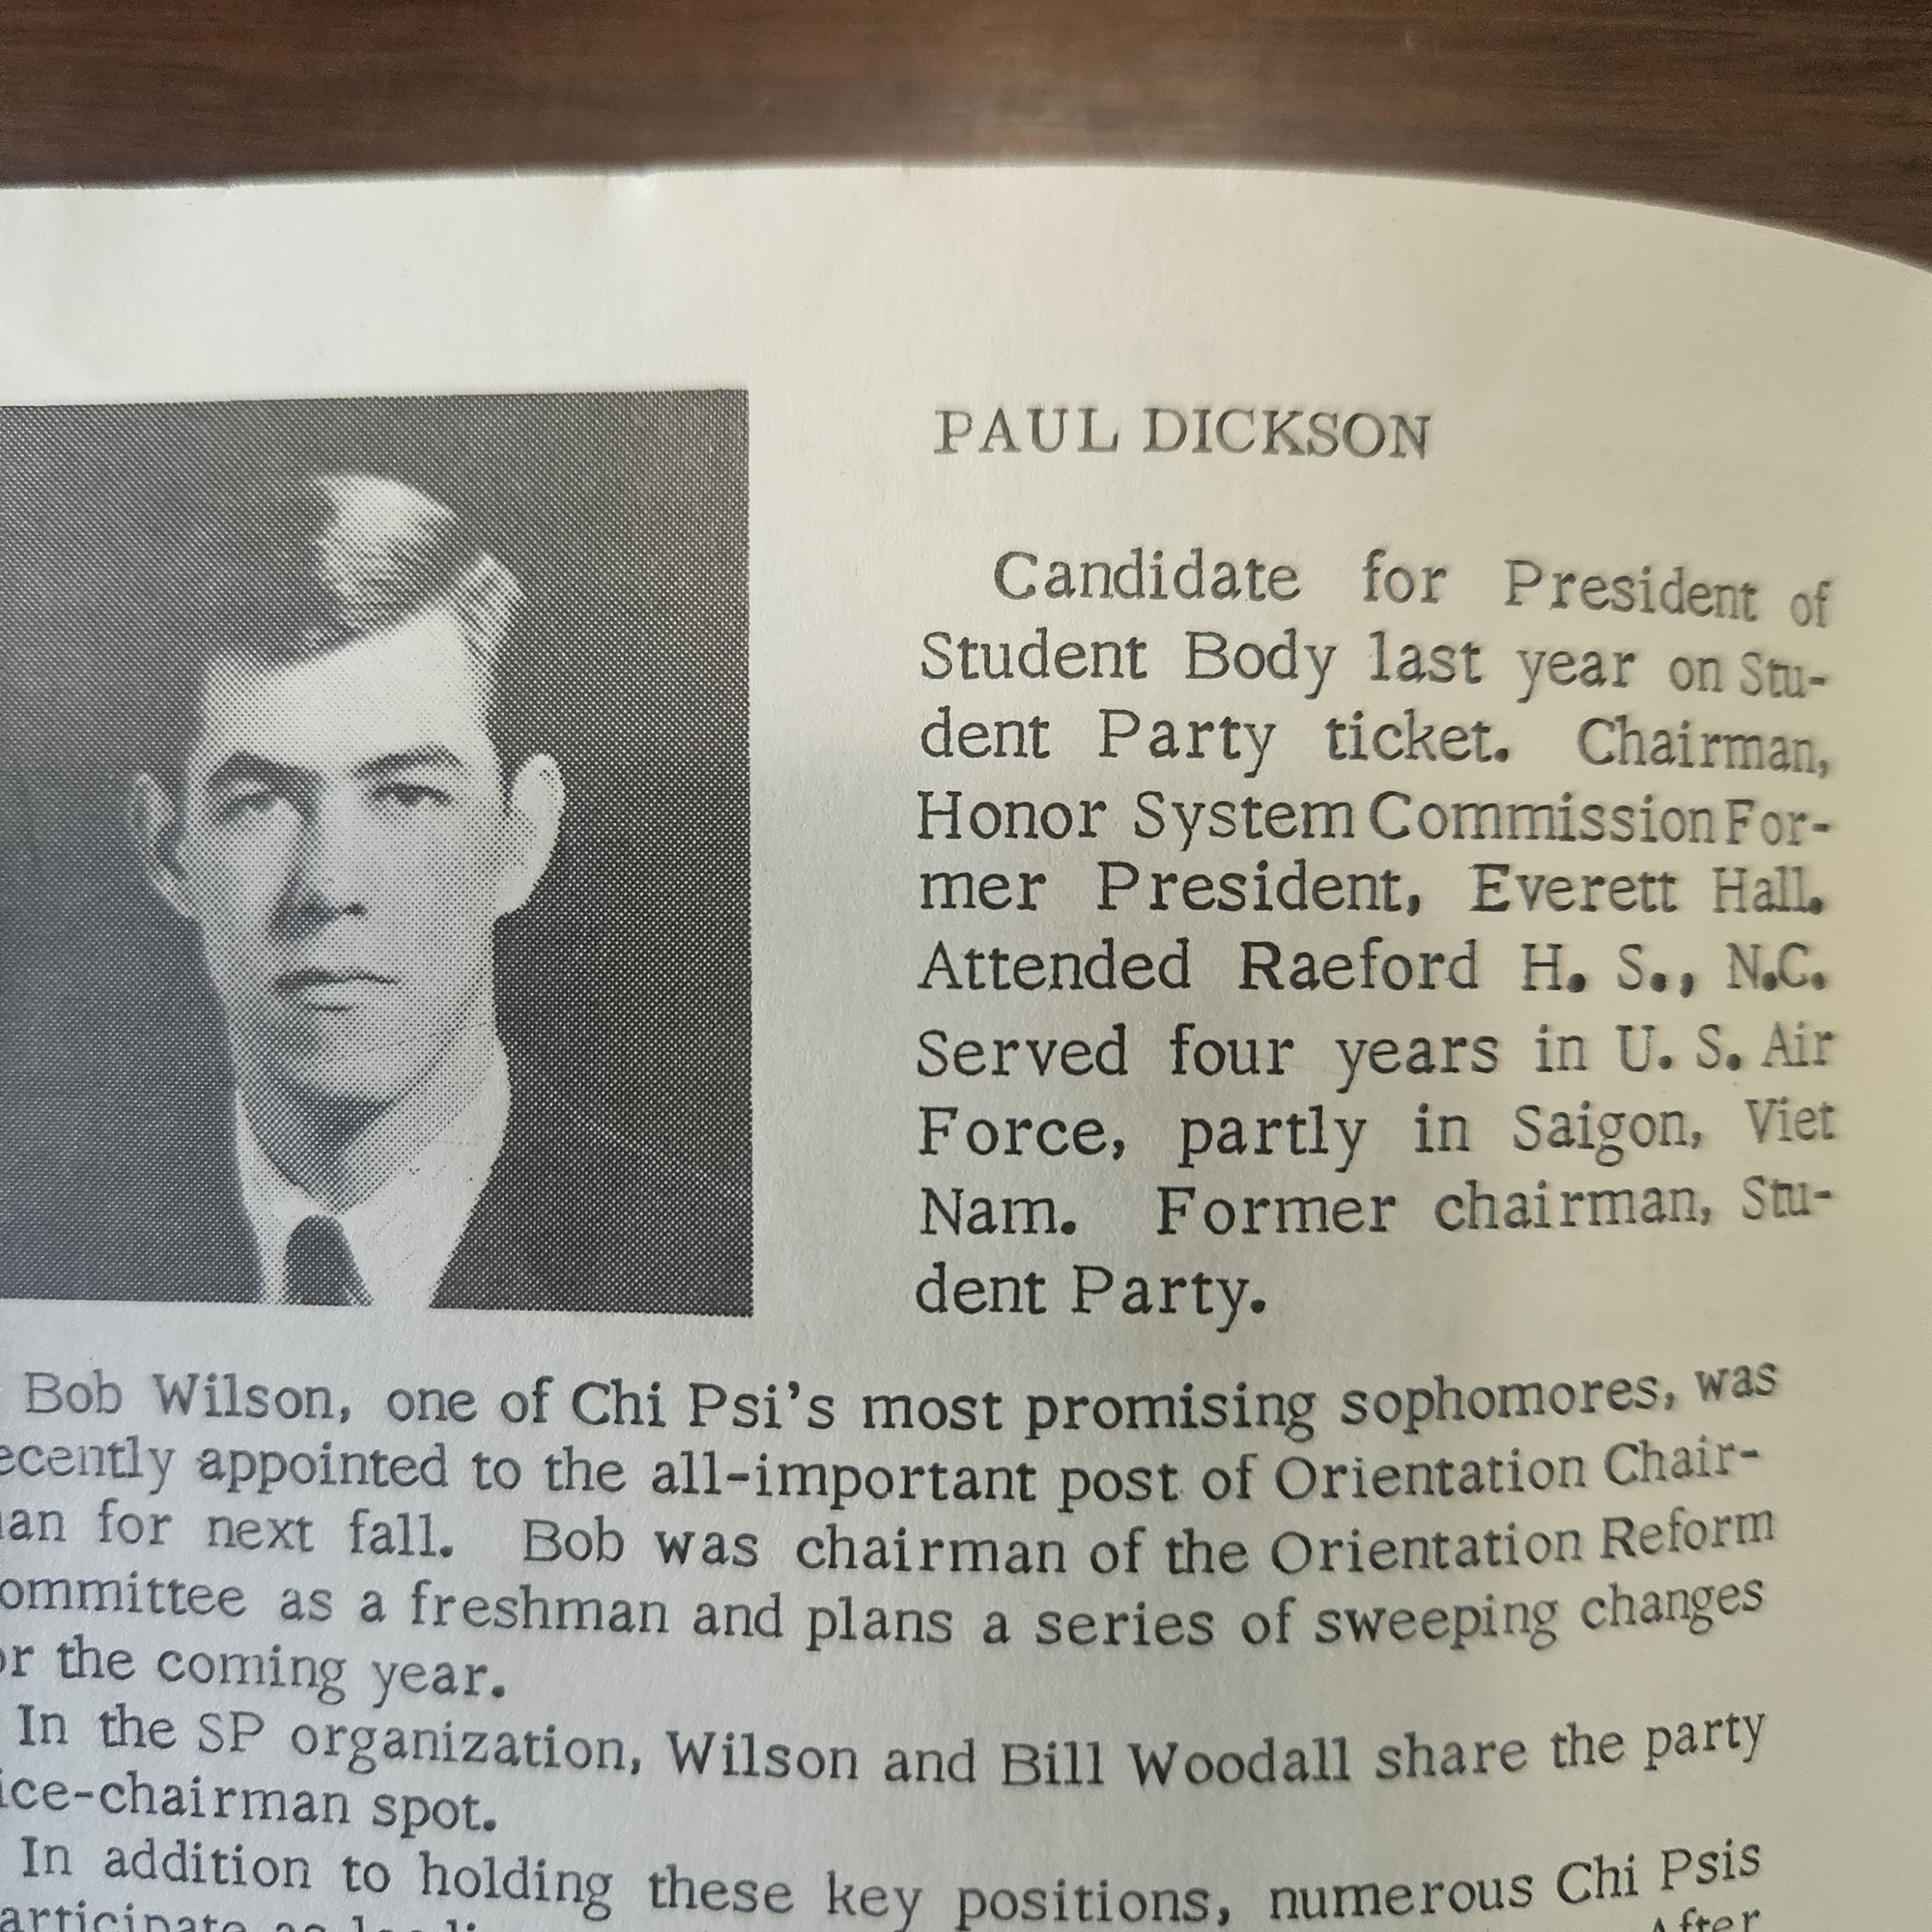 PAUL DICKSON
Candidate for President of
Student Body last year on Stu-
dent Party ticket. Chairman,
Honor System Commission For-
mer President, Everett Hall.
Attended Raeford H. S., N.C.
Served four years in U. S. Air
Force, partly in Saigon, Viet
Nam. Former chairman, Stu-
dent Party.
Bob Wilson, one of Chi Psi's most promising sophomores, was
ecently appointed to the all-important post of Orientation Chair-
an for next fall. Bob was chairman of the Orientation Reform
ommittee as a freshman and plans a series of sweeping changes
or the coming year.
In the SP organization, Wilson and Bill Woodall share the party
ice-chairman spot.
In addition to holding these key positions, numerous Chi Psis
articipate as After